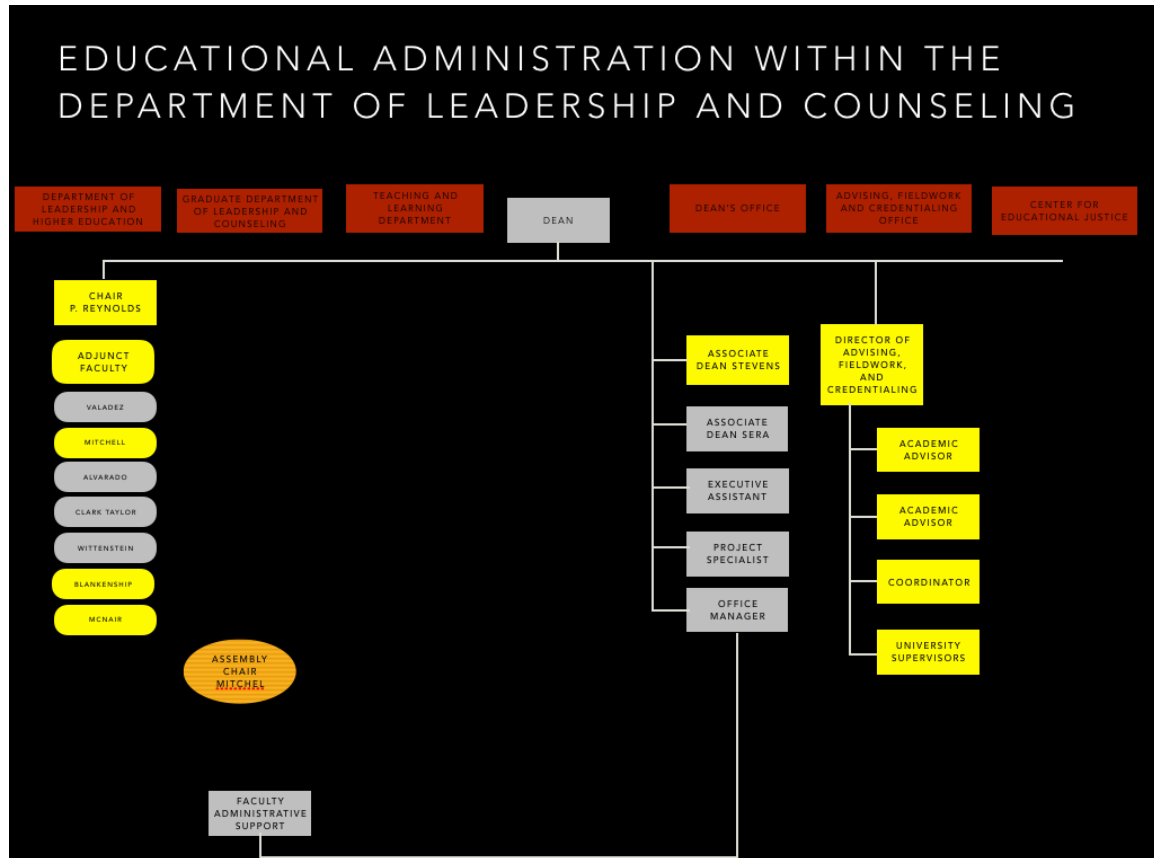 EDUCATIONAL ADMINISTRATION WITHIN THE
DEPARTMENT OF LEADERSHIP AND COUNSELING
DEPARTMENT OF
LEADERSHIP AND
HIGHER EDUCATION
GRADUATE DEPARTMENT
OF LEADERSHIP AND
COUNSELING
TEACHING AND
LEARNING
DEPARTMENT
DEAN
DEAN'S OFFICE
ADVISING, FIELDWORK
AND CREDENTIALING
OFFICE
CENTER FOR
EDUCATIONAL JUSTICE
CHAIR
P. REYNOLDS
ADJUNCT
FACULTY
VALADEZ
MITCHELL
ALVARADO
CLARK TAYLOR
WITTENSTEIN
BLANKENSHIP
MCNAIR
ASSEMBLY
CHAIR
MITCHEL
FACULTY
ADMINISTRATIVE
SUPPORT
ASSOCIATE
DEAN STEVENS
ASSOCIATE
DEAN SERA
EXECUTIVE
ASSISTANT
PROJECT
SPECIALIST
OFFICE
MANAGER
DIRECTOR OF
ADVISING,
FIELDWORK,
AND
CREDENTIALING
ACADEMIC
ADVISOR
ACADEMIC
ADVISOR
COORDINATOR
UNIVERSITY
SUPERVISORS